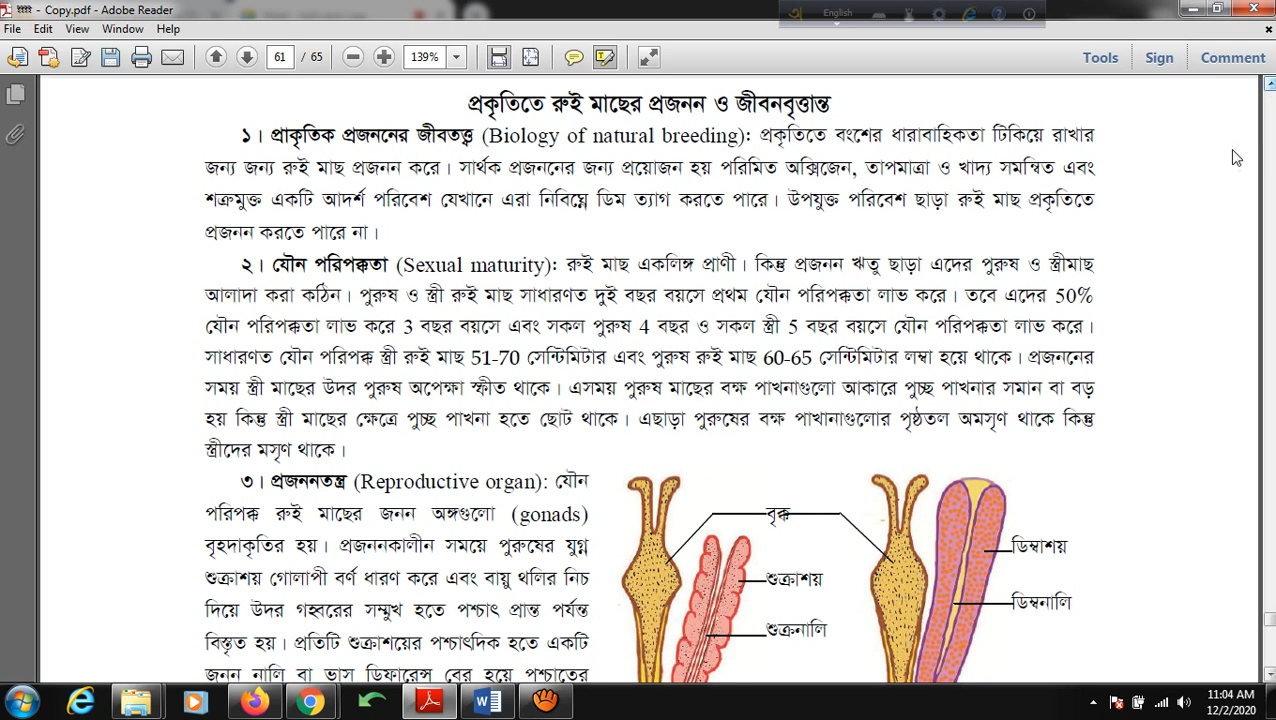 - Copy.pdf - Adobe Reader
English
File Edit View Window Help
61 / 65 139% Tools Sign Comment
প্রকৃতিতে রুই মাছের প্রজনন ও জীবনবৃত্তান্ত
১। প্রাকৃতিক প্রজননের জীবতত্ত্ব (Biology of natural breeding): প্রকৃতিতে বংশের ধারাবাহিকতা টিকিয়ে রাখার
জন্য জন্য রুই মাছ প্রজনন করে। সার্থক প্রজননের জন্য প্রয়োজন হয় পরিমিত অক্সিজেন, তাপমাত্রা ও খাদ্য সমন্বিত এবং
শত্রুমুক্ত একটি আদর্শ পরিবেশ যেখানে এরা নির্বিঘ্নে ডিম ত্যাগ করতে পারে। উপযুক্ত পরিবেশ ছাড়া রুই মাছ প্রকৃতিতে
প্রজনন করতে পারে না।
২। যৌন পরিপক্কতা (Sexual maturity): রুই মাছ একলিঙ্গ প্রাণী। কিন্তু প্রজনন ঋতু ছাড়া এদের পুরুষ ও স্ত্রীমাছ
আলাদা করা কঠিন। পুরুষ ও স্ত্রী রুই মাছ সাধারণত দুই বছর বয়সে প্রথম যৌন পরিপক্কতা লাভ করে। তবে এদের 50%
যৌন পরিপক্কতা লাভ করে 3 বছর বয়সে এবং সকল পুরুষ 4 বছর ও সকল স্ত্রী 5 বছর বয়সে যৌন পরিপক্কতা লাভ করে।
সাধারণত যৌন পরিপক্ক স্ত্রী রুই মাছ 51-70 সেন্টিমিটার এবং পুরুষ রুই মাছ 60-65 সেন্টিমিটার লম্বা হয়ে থাকে। প্রজননের
সময় স্ত্রী মাছের উদর পুরুষ অপেক্ষা স্ফীত থাকে। এসময় পুরুষ মাছের বক্ষ পাখনাগুলো আকারে পুচ্ছ পাখনার সমান বা বড়
হয় কিন্তু স্ত্রী মাছের ক্ষেত্রে পুচ্ছ পাখনা হতে ছোট থাকে। এছাড়া পুরুষের বক্ষ পাখানাগুলোর পৃষ্ঠতল অমসৃণ থাকে কিন্তু
স্ত্রীদের মসৃণ থাকে।
৩। প্রজননতন্ত্র (Reproductive organ): যৌন
পরিপক্ক রুই মাছের জনন অঙ্গগুলো (gonads)
বৃহদাকৃতির হয়। প্রজননকালীন সময়ে পুরুষের যুগ্ন
শুক্রাশয় গোলাপী বর্ণ ধারণ করে এবং বায়ু থলির নিচ
দিয়ে উদর গহ্বরের সম্মুখ হতে পশ্চাৎ প্রান্ত পর্যন্ত
বিস্তৃত হয়। প্রতিটি শুক্রাশয়ের পশ্চাৎদিক হতে একটি
জনন নালি বা ভাস ডিফারেন্স বের হয়ে পশ্চাতের
বৃক্ক
শুক্রাশয়
শুক্রনালি
ডিম্বাশয়
ডিম্বনালি
11:04 AM
12/2/2020